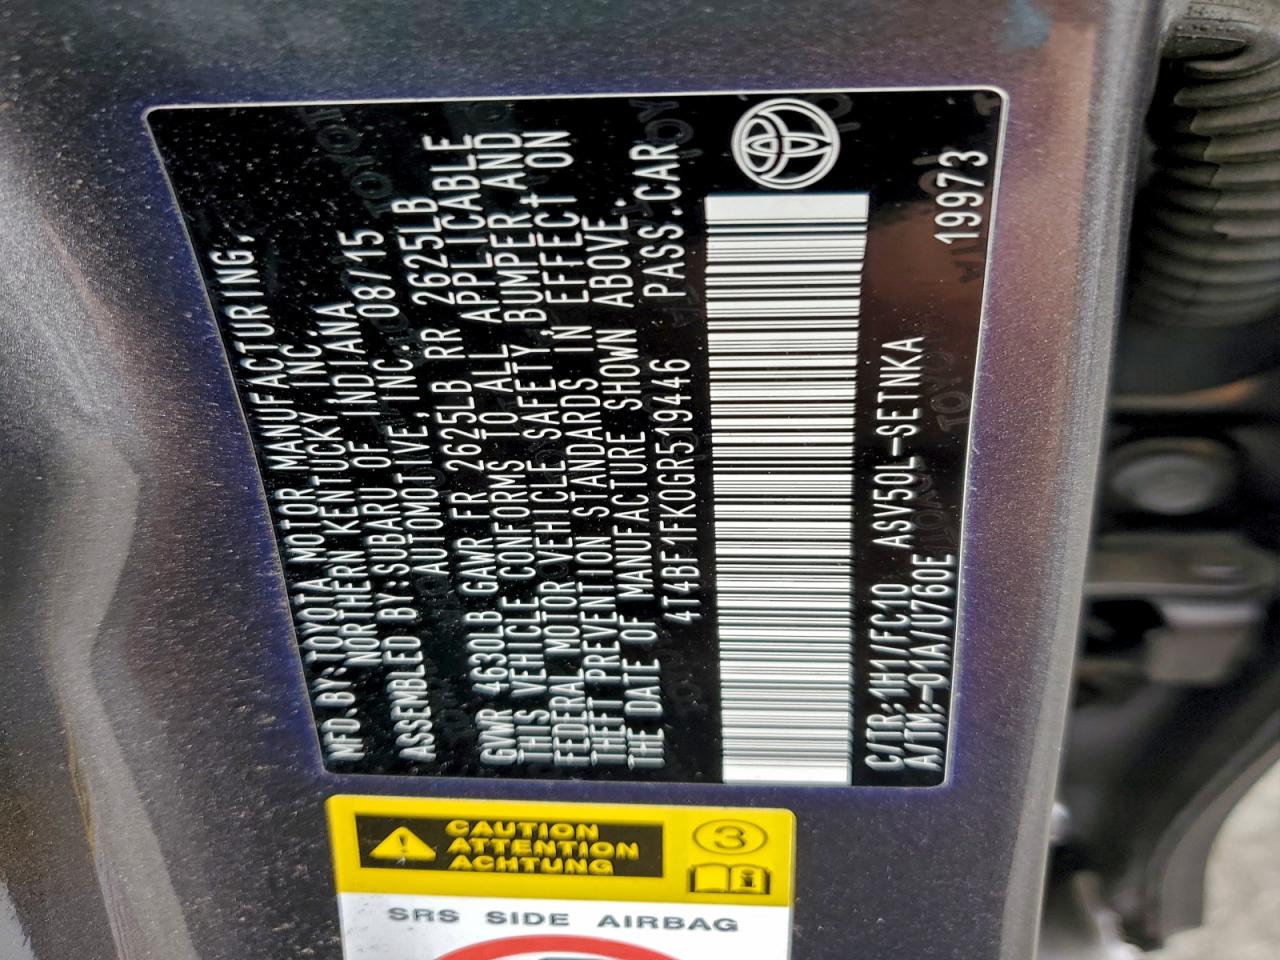 MFD.BY:TOYOTA MOTOR MANUFACTURING,
NORTHERN KENTUCKY INC.
ASSEMBLED BY:SUBARU OF INDIANA
AUTOMOTIVE, INC. 08/15
GVWR 4630LB GAWR FR 2625LB RR 2625LB
THIS VEHICLE CONFORMS TO ALL APPLICABLE
FEDERAL MOTOR VEHICLE SAFETY, BUMPER, AND
THEFT PREVENTION STANDARDS IN EFFECT ON
THE DATE OF MANUFACTURE SHOWN ABOVE.
4T4BF1FK0GR519446 PASS.CAR
C/TR:1H1/FC10 ASV50L-SETNKA
A/TM:-01A/U760E 19973
CAUTION
ATTENTION
ACHTUNG
3
i
SRS SIDE AIRBAG